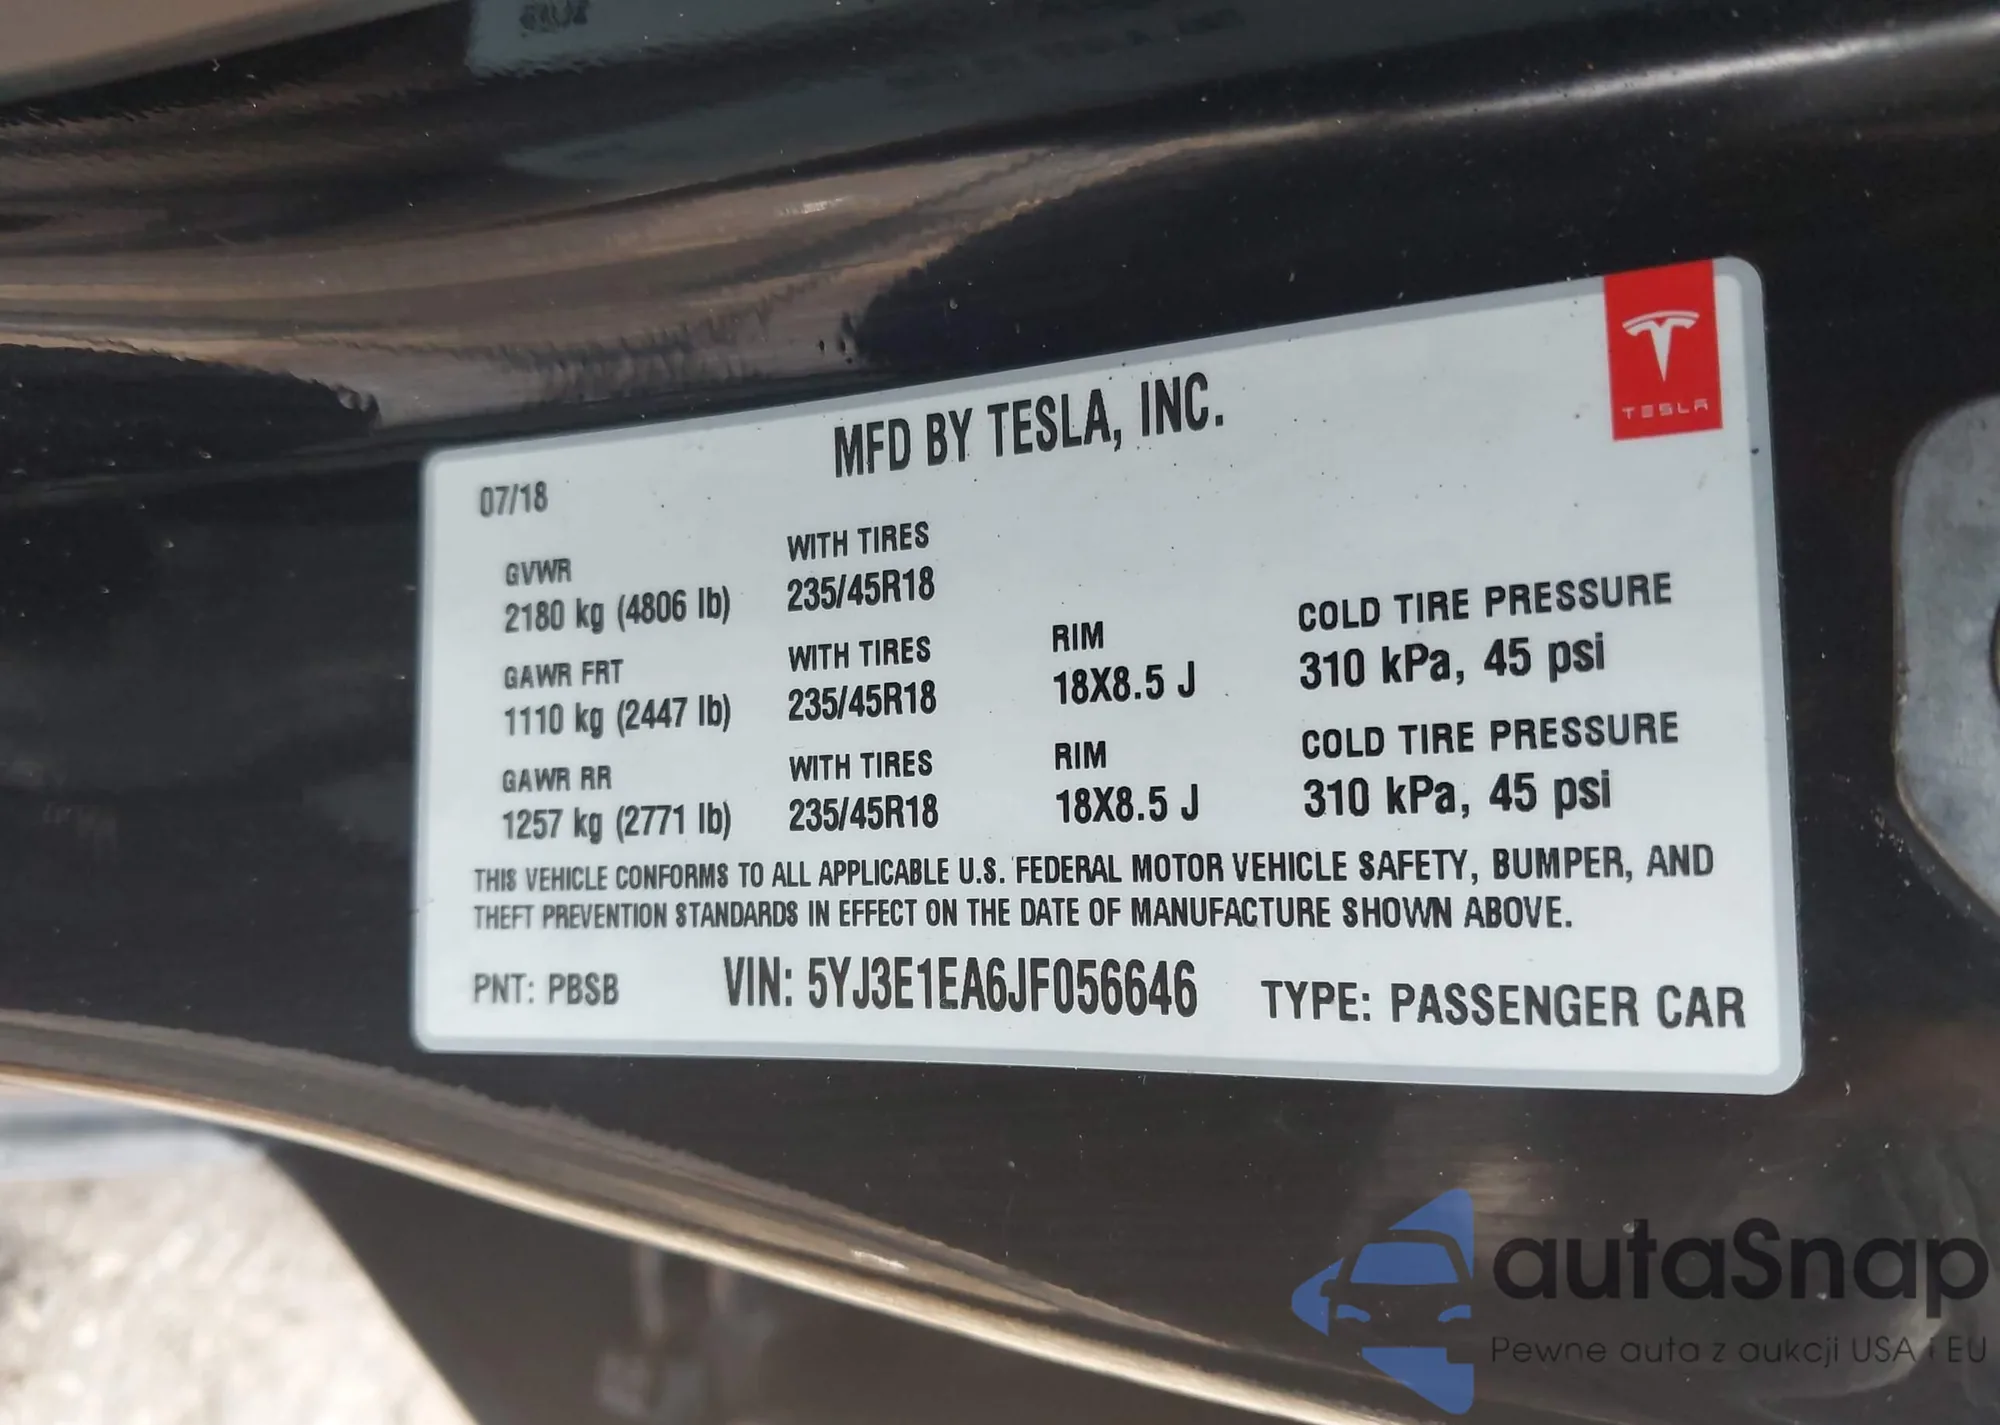 MFD BY TESLA, INC.
TESLA
07/18
GVWR
2180 kg (4806 lb)
WITH TIRES
235/45R18
GAWR FRT
1110 kg (2447 lb)
WITH TIRES
235/45R18
RIM
18X8.5 J
COLD TIRE PRESSURE
310 kPa, 45 psi
GAWR RR
1257 kg (2771 lb)
WITH TIRES
235/45R18
RIM
18X8.5 J
COLD TIRE PRESSURE
310 kPa, 45 psi
THIS VEHICLE CONFORMS TO ALL APPLICABLE U.S. FEDERAL MOTOR VEHICLE SAFETY, BUMPER, AND
THEFT PREVENTION STANDARDS IN EFFECT ON THE DATE OF MANUFACTURE SHOWN ABOVE.
PNT: PBSB VIN: 5YJ3E1EA6JF056646 TYPE: PASSENGER CAR
autaSnap
Pewne auta z aukcji USA i EU